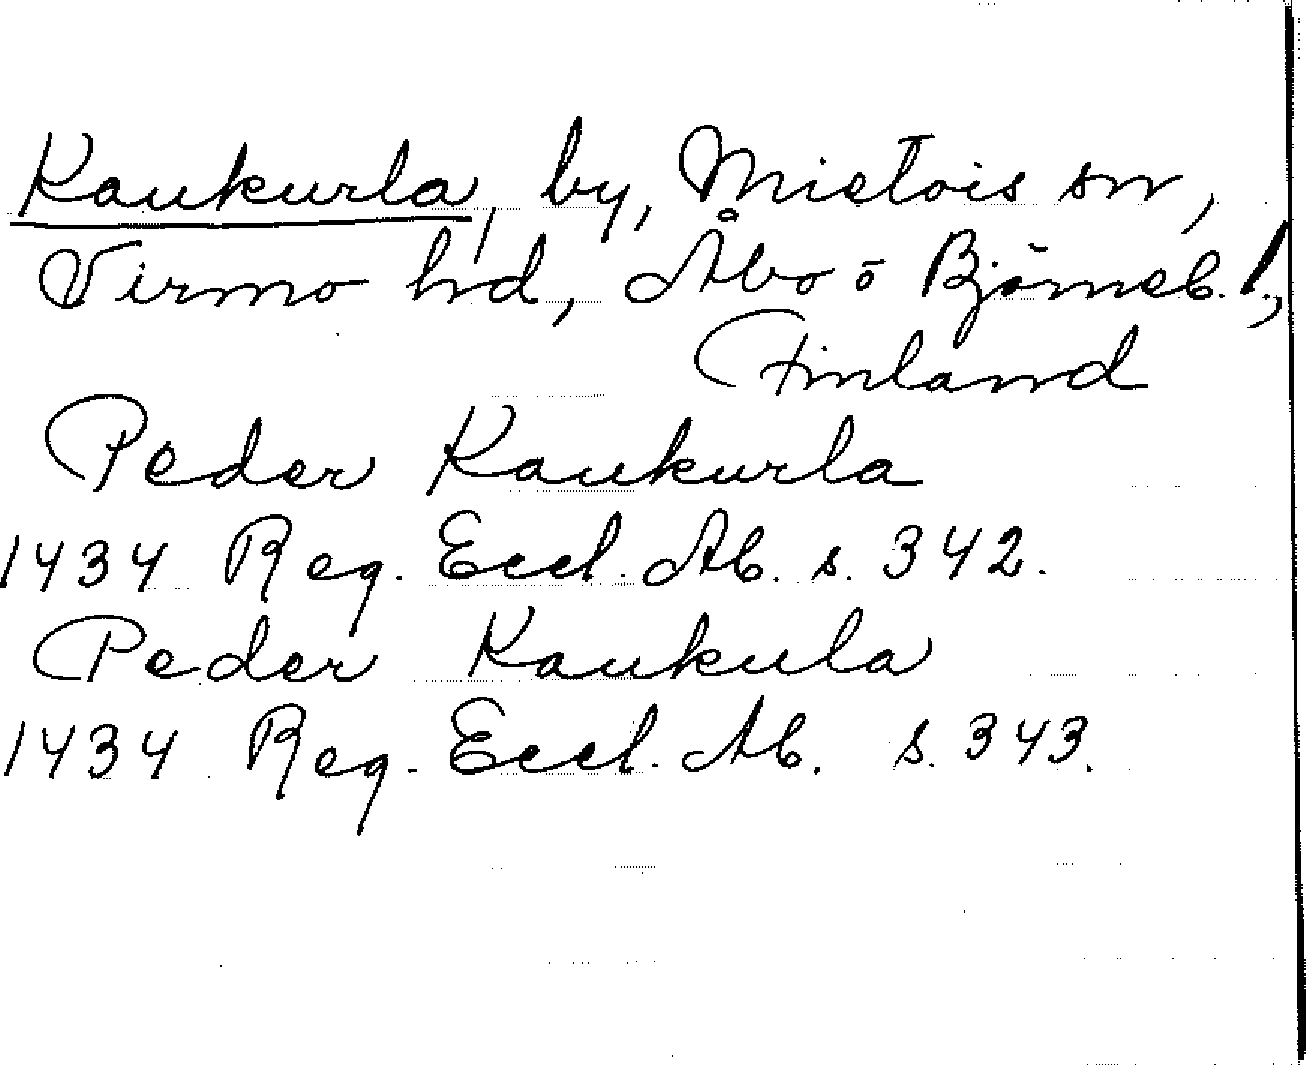 Kaukurla, by, Mietois sn,
Virmo hd, Åbo o Björneb. l.,
Finland
Peder Kaukurla
1434 Reg. Eccl. Ab. s. 342.
Peder Kaukula
1434 Reg. Eccl. Ab. s. 343.